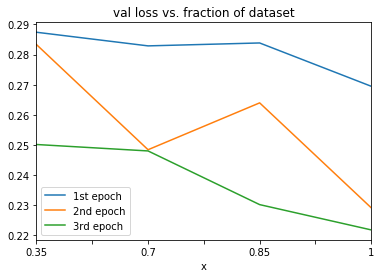 val loss vs. fraction of dataset
0.29
0.28
0.27
0.26
0.25
0.24
0.23
0.22
1st epoch
2nd epoch
3rd epoch
0.35
0.7
0.85
1
x